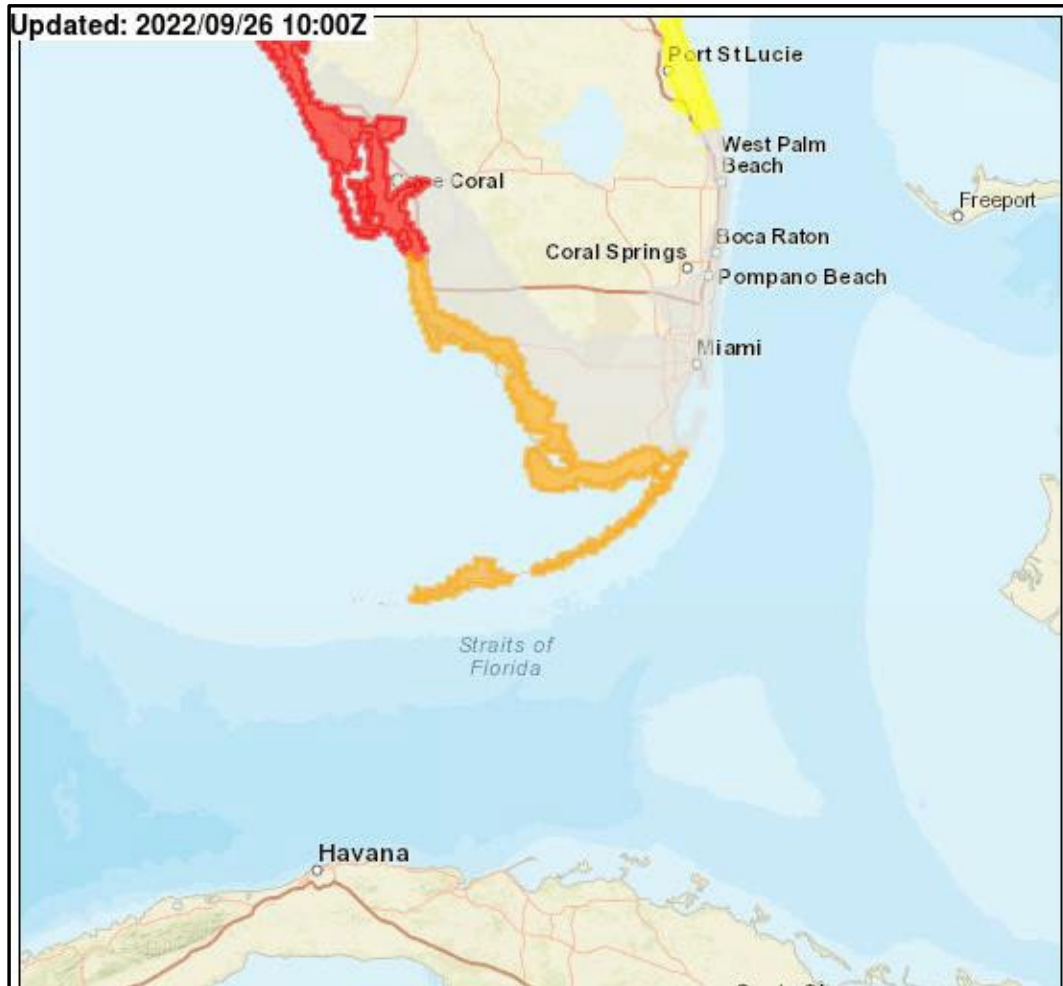 Updated: 2022/09/26 10:00Z
Port St Lucie
West Palm
Beach
Cape Coral
Freeport
Boca Raton
Coral Springs
Pompano Beach
Miami
Straits of
Florida
Havana